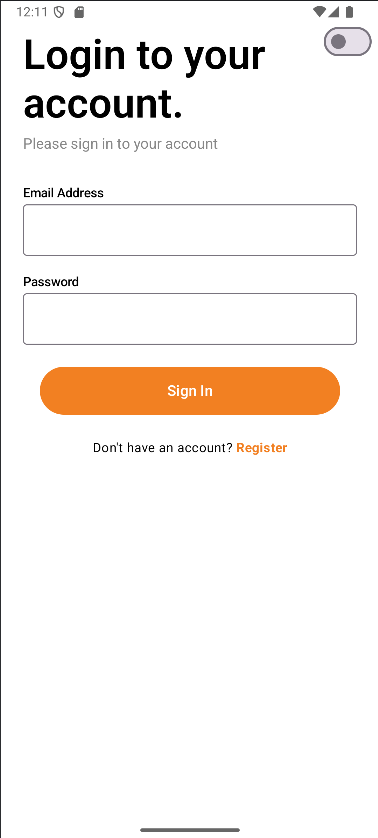 12:11
Login to your
account.
Please sign in to your account
Email Address
Password
Sign In
Don't have an account? Register